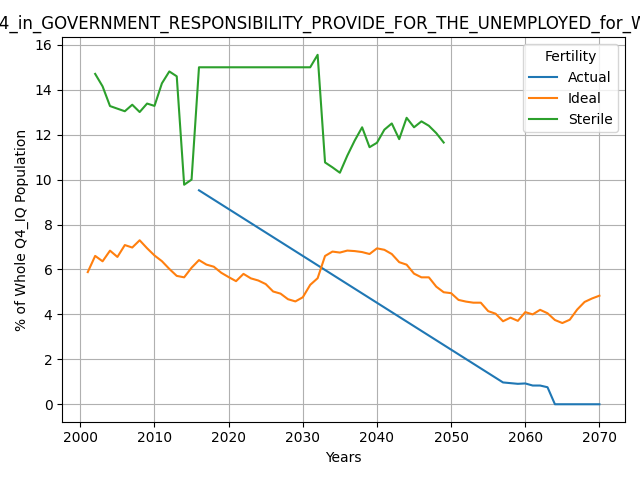 4_in_GOVERNMENT_RESPONSIBILITY_PROVIDE_FOR_THE_UNEMPLOYED_for_W
Fertility
Actual
Ideal
Sterile
% of Whole Q4_IQ Population
16
14
12
10
8
6
4
2
0
2000 2010 2020 2030 2040 2050 2060 2070
Years